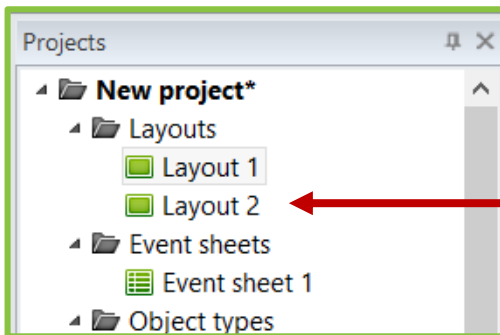 Projects
New project*
Layouts
Layout 1
Layout 2
Event sheets
Event sheet 1
Object types